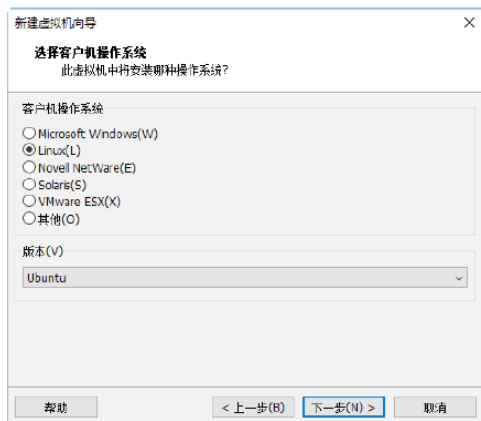 新建虚拟机向导
选择客户机操作系统
此虚拟机中将安装哪种操作系统?
客户机操作系统
Microsoft Windows(W)
Linux(L)
Novell NetWare(E)
Solaris(S)
VMware ESX(X)
其他(O)
版本(V)
Ubuntu
帮助 < 上一步(B) 下一步(N) > 取消